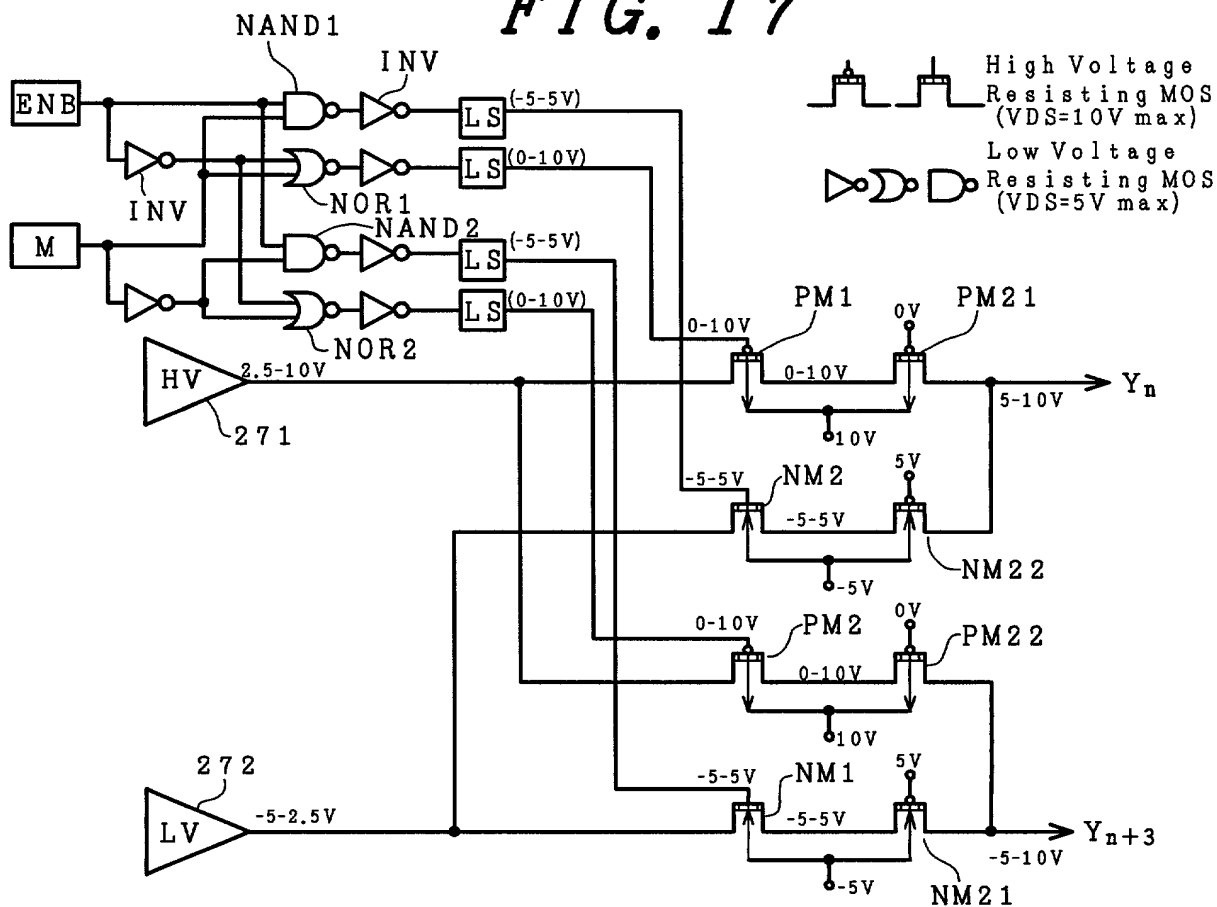 FIG. 17
NAND1
INV
ENB
LS
(-5-5V)
High Voltage
Resisting MOS
(VDS=10V max)
INV
NOR1
LS
(0-10V)
Low Voltage
Resisting MOS
(VDS=5V max)
M
NAND2
LS
(-5-5V)
NOR2
LS
(0-10V)
PM1
PM21
0V
0-10V
HV
2.5-10V
0-10V
Yn
5-10V
271
10V
NM2
5V
-5-5V
-5-5V
NM22
-5V
0V
0-10V
PM2
PM22
0-10V
10V
272
5V
-5-5V
NM1
LV
-5-2.5V
-5-5V
Yn+3
-5-10V
-5V
NM21